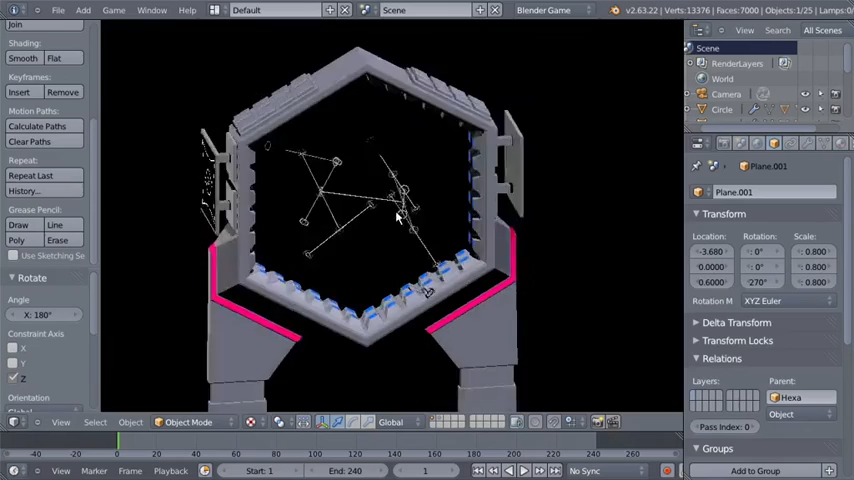 File Add Game Window Help Default Scene Blender Game v2.63.22 | Verts:13376 | Faces:7000 | Objects:1/25 | Lamps:0/
Join
Shading:
Smooth Flat
Keyframes:
Insert Remove
Motion Paths:
Calculate Paths
Clear Paths
Repeat:
Repeat Last
History...
Grease Pencil:
Draw Line
Poly Erase
Use Sketching Se
Rotate
Angle
X: 180°
Constraint Axis
X
Y
Z
Orientation
View Search All Scenes
Scene
RenderLayers
World
Camera
Circle
Plane.001
Plane.001
Transform
Location: Rotation: Scale:
-3.680 X: 0° X: 0.800
0.0000 Y: 0° Y: 0.800
0.6000 270° Z: 0.800
Rotation M XYZ Euler
Delta Transform
Transform Locks
Relations
Layers: Parent:
Hexa
Object
Pass Index: 0
Groups
Add to Group
View Select Object Object Mode Global
-40 -20 0 20 40 60 80 100 120 140 160 180 200 220 240 260
View Marker Frame Playback Start: 1 End: 240 1 No Sync